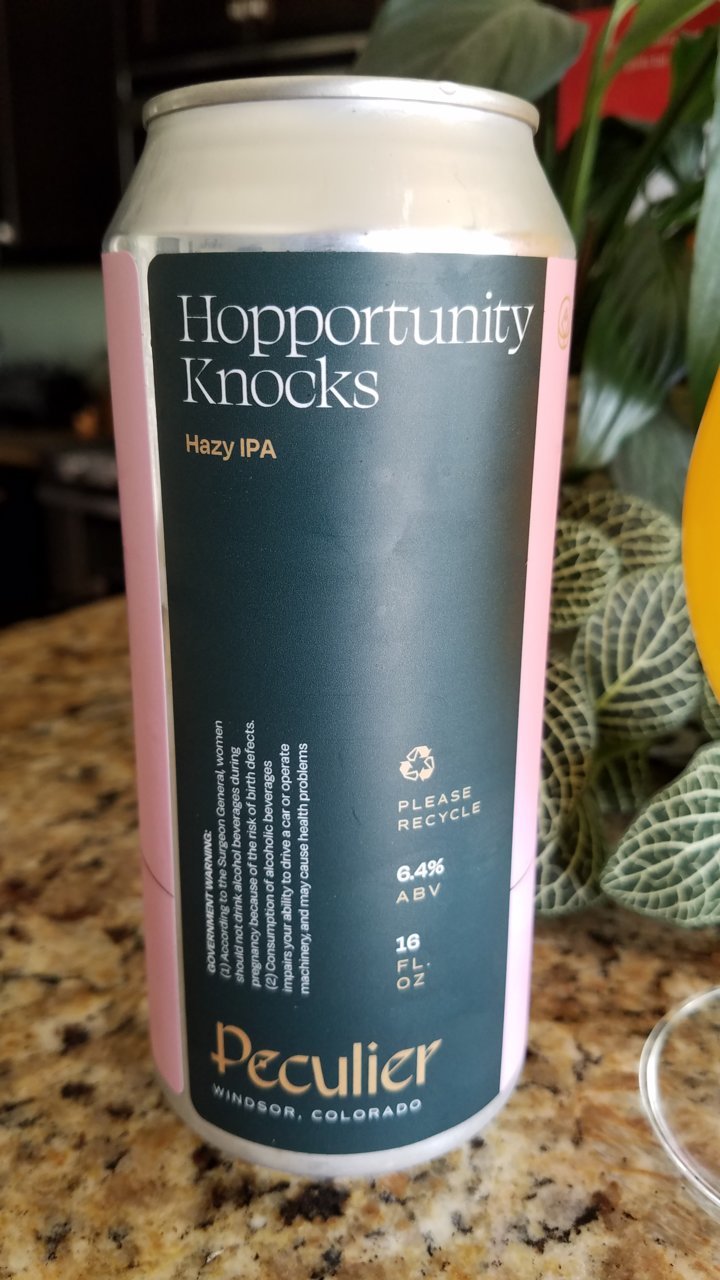 Hopportunity
Knocks
Hazy IPA
GOVERNMENT WARNING:
(1) According to the Surgeon General, women
should not drink alcohol beverages during
pregnancy because of the risk of birth defects.
(2) Consumption of alcoholic beverages
impairs your ability to drive a car or operate
machinery, and may cause health problems
PLEASE
RECYCLE
6.4%
ABV
16
FL.
OZ
Peculier
WINDSOR, COLORADO